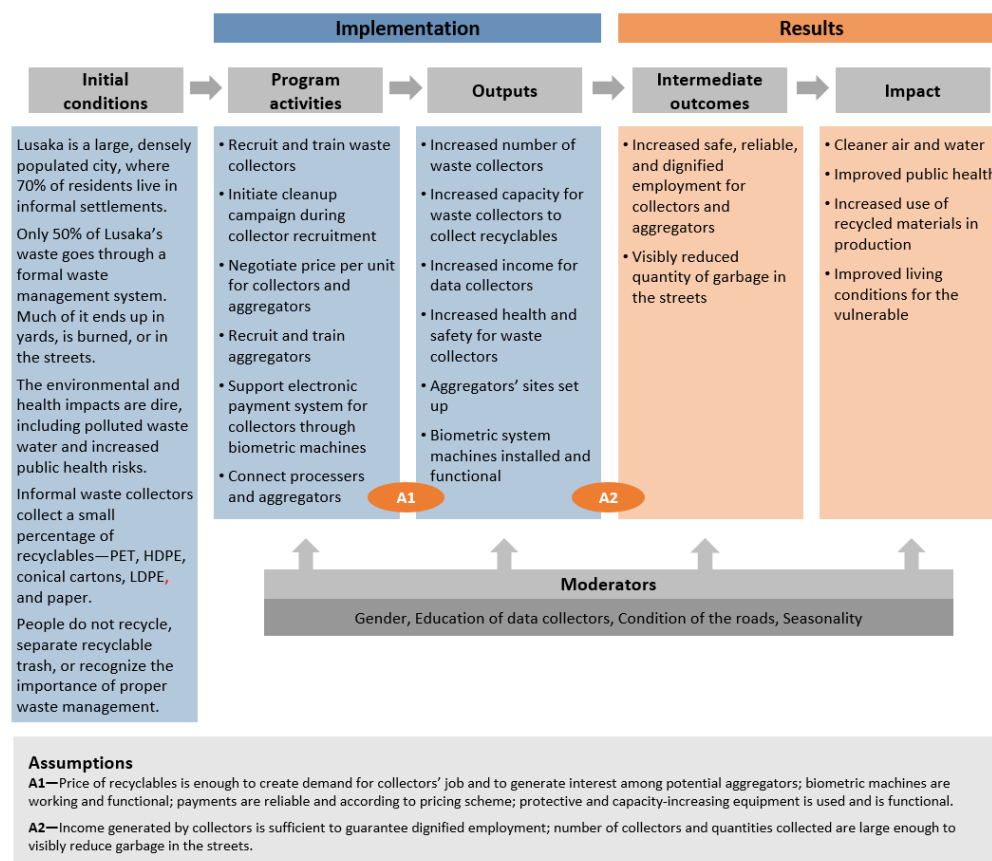 Implementation
Results
Initial
conditions
Program
activities
Outputs
Intermediate
outcomes
Impact
Lusaka is a large, densely
populated city, where
70% of residents live in
informal settlements.
Only 50% of Lusaka’s
waste goes through a
formal waste
management system.
Much of it ends up in
yards, is burned, or in
the streets.
The environmental and
health impacts are dire,
including polluted waste
water and increased
public health risks.
Informal waste collectors
collect a small
percentage of
recyclables—PET, HDPE,
conical cartons, LDPE,
and paper.
People do not recycle,
separate recyclable
trash, or recognize the
importance of proper
waste management.
• Recruit and train waste
collectors
• Initiate cleanup
campaign during
collector recruitment
• Negotiate price per unit
for collectors and
aggregators
• Recruit and train
aggregators
• Support electronic
payment system for
collectors through
biometric machines
• Connect processers
and aggregators
A1
• Increased number of
waste collectors
• Increased capacity for
waste collectors to
collect recyclables
• Increased income for
data collectors
• Increased health and
safety for waste
collectors
• Aggregators’ sites set
up
• Biometric system
machines installed and
functional
A2
• Increased safe, reliable,
and dignified
employment for
collectors and
aggregators
• Visibly reduced
quantity of garbage in
the streets
• Cleaner air and water
• Improved public health
• Increased use of
recycled materials in
production
• Improved living
conditions for the
vulnerable
Moderators
Gender, Education of data collectors, Condition of the roads, Seasonality
Assumptions
A1—Price of recyclables is enough to create demand for collectors’ job and to generate interest among potential aggregators; biometric machines are
working and functional; payments are reliable and according to pricing scheme; protective and capacity-increasing equipment is used and is functional.
A2—Income generated by collectors is sufficient to guarantee dignified employment; number of collectors and quantities collected are large enough to
visibly reduce garbage in the streets.